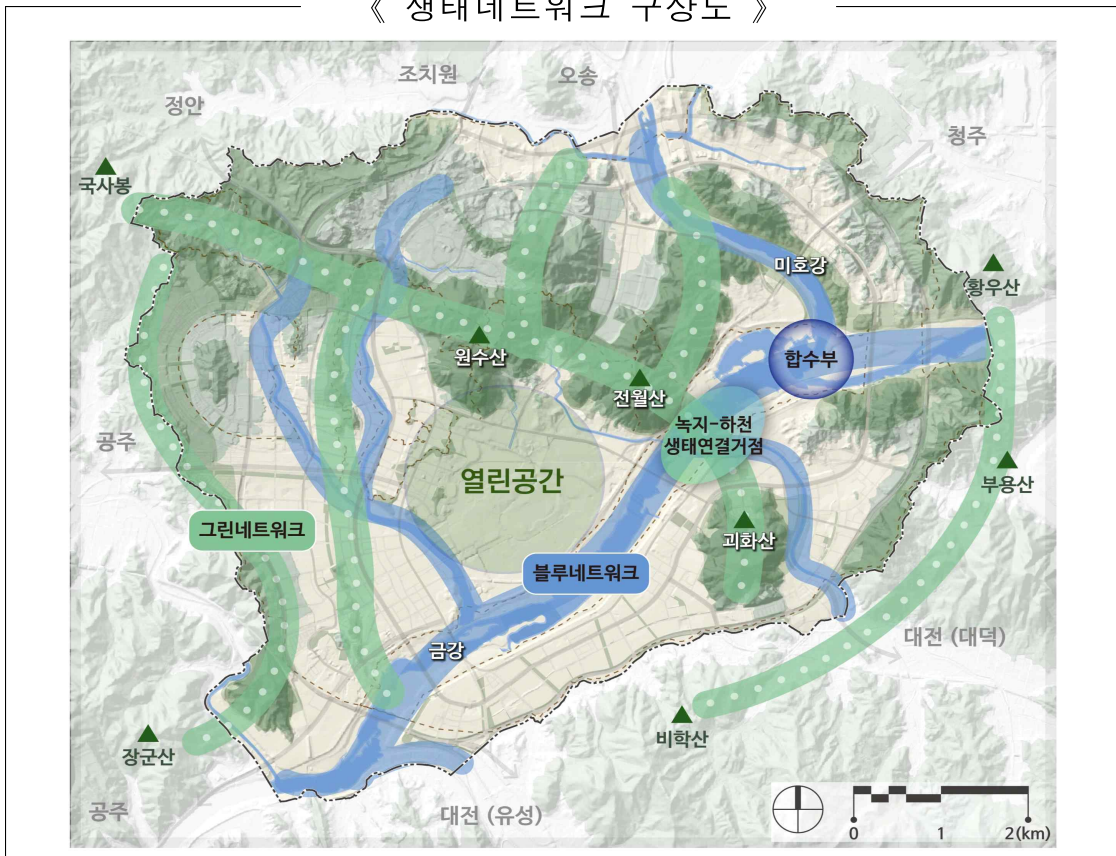 《 생태네트워크 구상도 》
조치원
오송
정안
청주
국사봉
미호강
황우산
원수산
합수부
전월산
녹지-하천
생태연결거점
공주
열린공간
부용산
그린네트워크
괴화산
블루네트워크
금강
대전 (대덕)
비학산
장군산
공주
대전 (유성)
0 1 2(km)